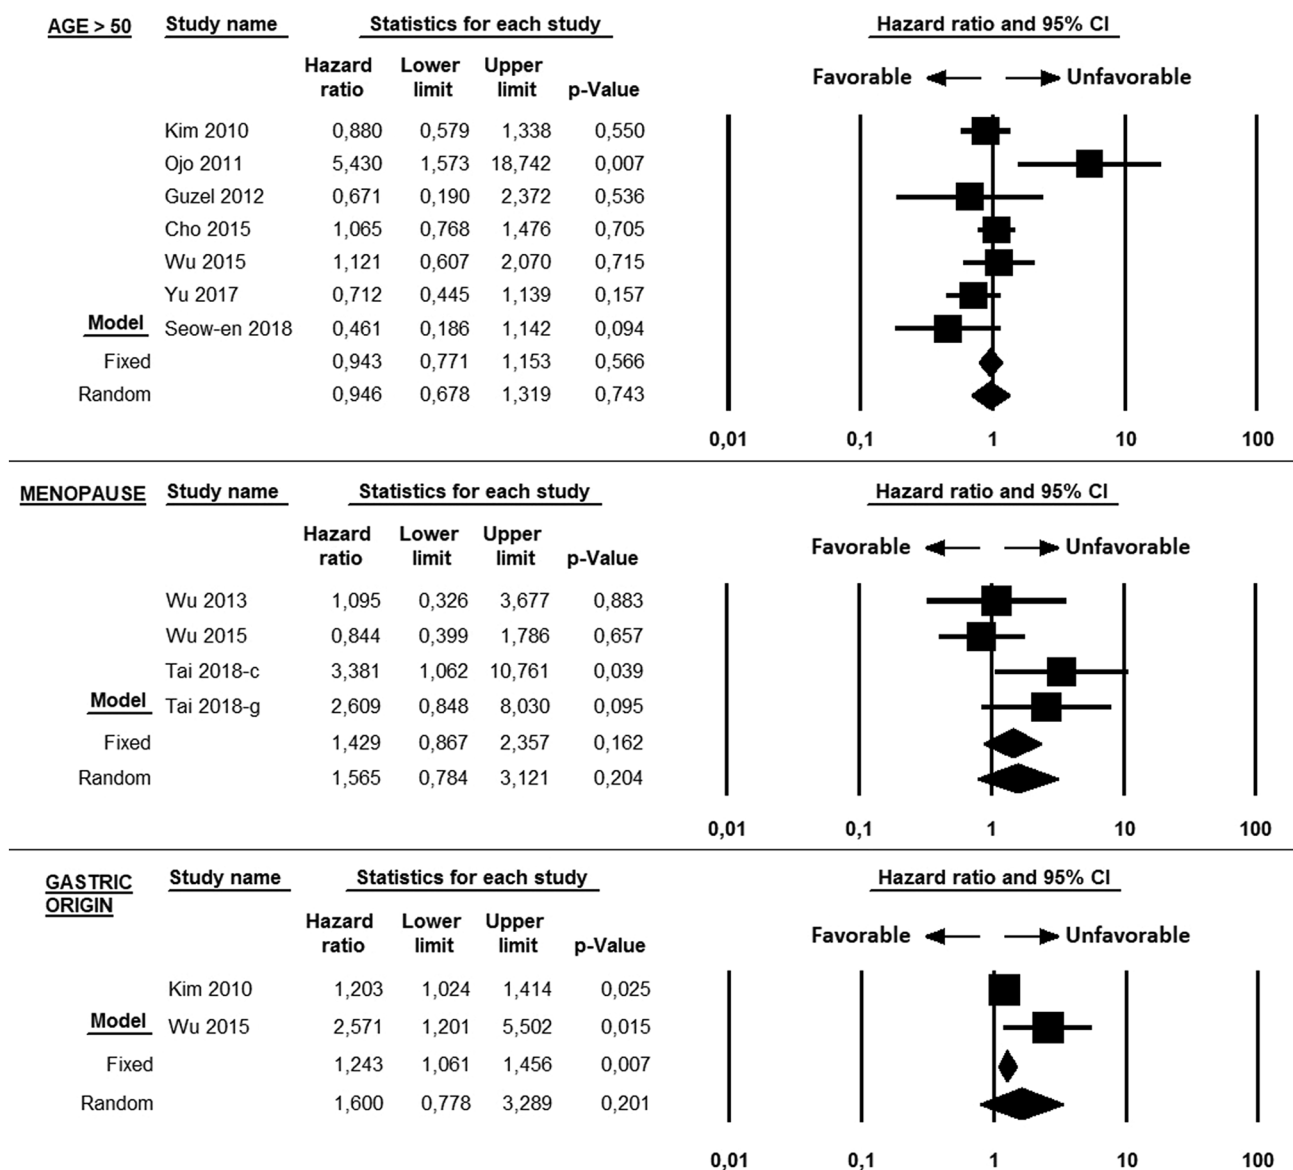 AGE > 50 Study name Statistics for each study Hazard ratio and 95% CI
Hazard ratio Lower limit Upper limit p-Value Favorable Unfavorable
Kim 2010 0,880 0,579 1,338 0,550
Ojo 2011 5,430 1,573 18,742 0,007
Guzel 2012 0,671 0,190 2,372 0,536
Cho 2015 1,065 0,768 1,476 0,705
Wu 2015 1,121 0,607 2,070 0,715
Yu 2017 0,712 0,445 1,139 0,157
Model Seow-en 2018 0,461 0,186 1,142 0,094
Fixed 0,943 0,771 1,153 0,566
Random 0,946 0,678 1,319 0,743
0,01 0,1 1 10 100
MENOPAUSE Study name Statistics for each study Hazard ratio and 95% CI
Hazard ratio Lower limit Upper limit p-Value Favorable Unfavorable
Wu 2013 1,095 0,326 3,677 0,883
Wu 2015 0,844 0,399 1,786 0,657
Tai 2018-c 3,381 1,062 10,761 0,039
Model Tai 2018-g 2,609 0,848 8,030 0,095
Fixed 1,429 0,867 2,357 0,162
Random 1,565 0,784 3,121 0,204
0,01 0,1 1 10 100
GASTRIC ORIGIN Study name Statistics for each study Hazard ratio and 95% CI
Hazard ratio Lower limit Upper limit p-Value Favorable Unfavorable
Kim 2010 1,203 1,024 1,414 0,025
Model Wu 2015 2,571 1,201 5,502 0,015
Fixed 1,243 1,061 1,456 0,007
Random 1,600 0,778 3,289 0,201
0,01 0,1 1 10 100